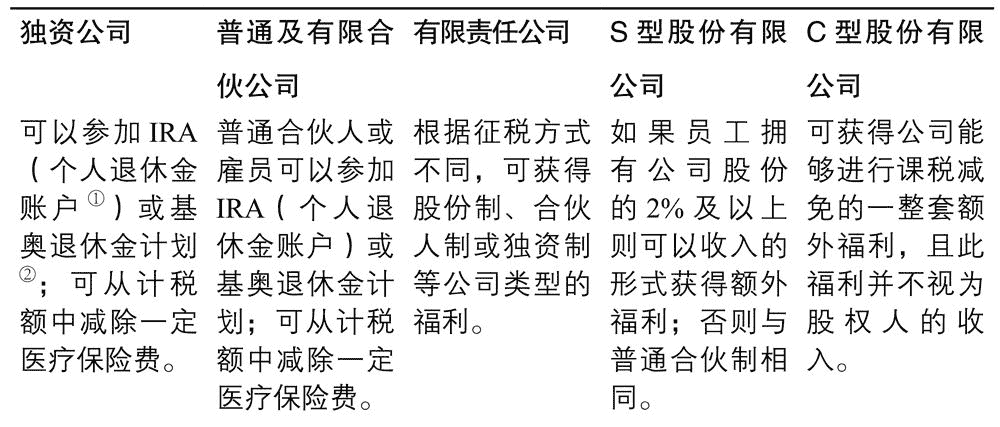 独资公司
普通及有限合
伙公司
有限责任公司
S 型股份有限
公司
C 型股份有限
公司
可以参加 IRA
（个人退休金
账户①）或基
奥退休金计划
②；可从计税
额中减除一定
医疗保险费。
普通合伙人或
雇员可以参加
IRA（个人退
休金账户）或
基奥退休金计
划；可从计税
额中减除一定
医疗保险费。
根据征税方式
不同，可获得
股份制、合伙
人制或独资制
等公司类型的
福利。
如果员工拥
有公司股份
的 2% 及以上
则可以收入的
形式获得额外
福利；否则与
普通合伙制相
同。
可获得公司能
够进行课税减
免的一整套额
外福利，且此
福利并不视为
股权人的收
入。